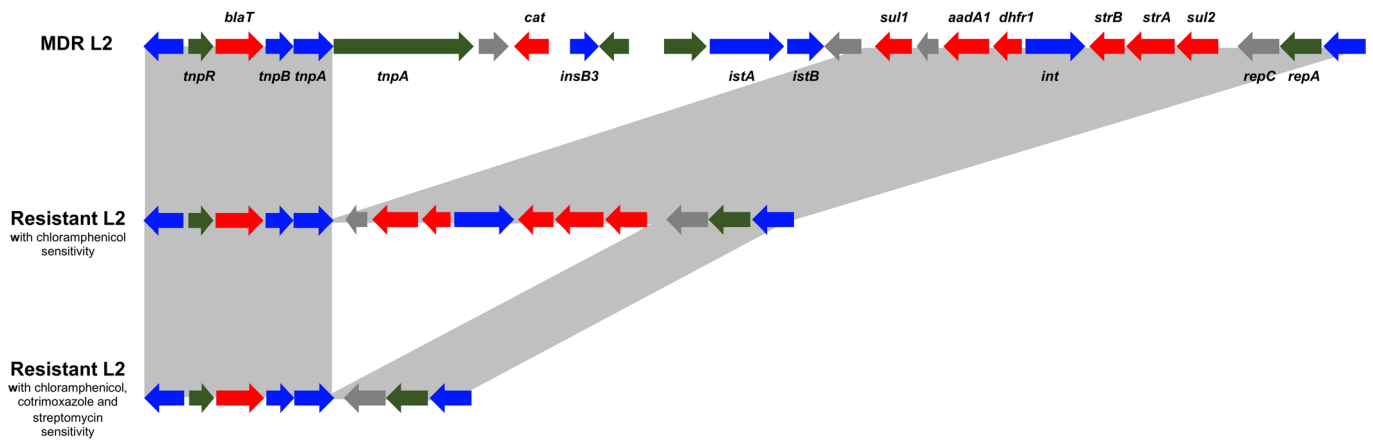 blaT cat sul1 aadA1 dhfr1 strB strA sul2
MDR L2
tnpR tnpB tnpA tnpA insB3 istA istB int repC repA
Resistant L2
with chloramphenicol
sensitivity
Resistant L2
with chloramphenicol,
cotrimoxazole and
streptomycin
sensitivity